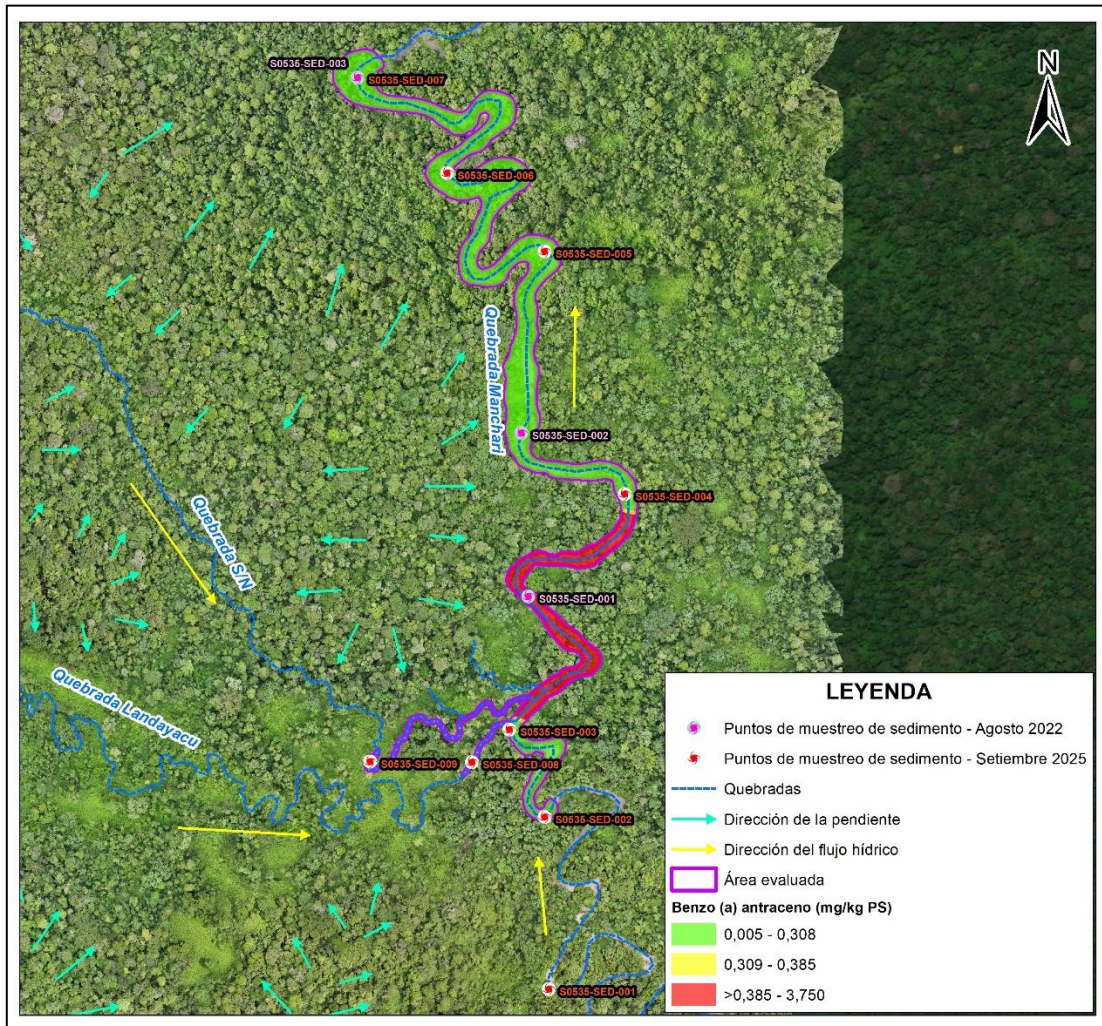 N
S0535-SED-003
S0535-SED-007
S0535-SED-006
S0535-SED-005
Quebrada Manchari
S0535-SED-002
S0535-SED-004
Quebrada S/N
S0535-SED-001
Quebrada Landayacu
S0535-SED-003
S0535-SED-009
S0535-SED-008
S0535-SED-002
S0535-SED-001
LEYENDA
Puntos de muestreo de sedimento - Agosto 2022
Puntos de muestreo de sedimento - Setiembre 2025
Quebradas
Dirección de la pendiente
Dirección del flujo hídrico
Área evaluada
Benzo (a) antraceno (mg/kg PS)
0,005 - 0,308
0,309 - 0,385
>0,385 - 3,750